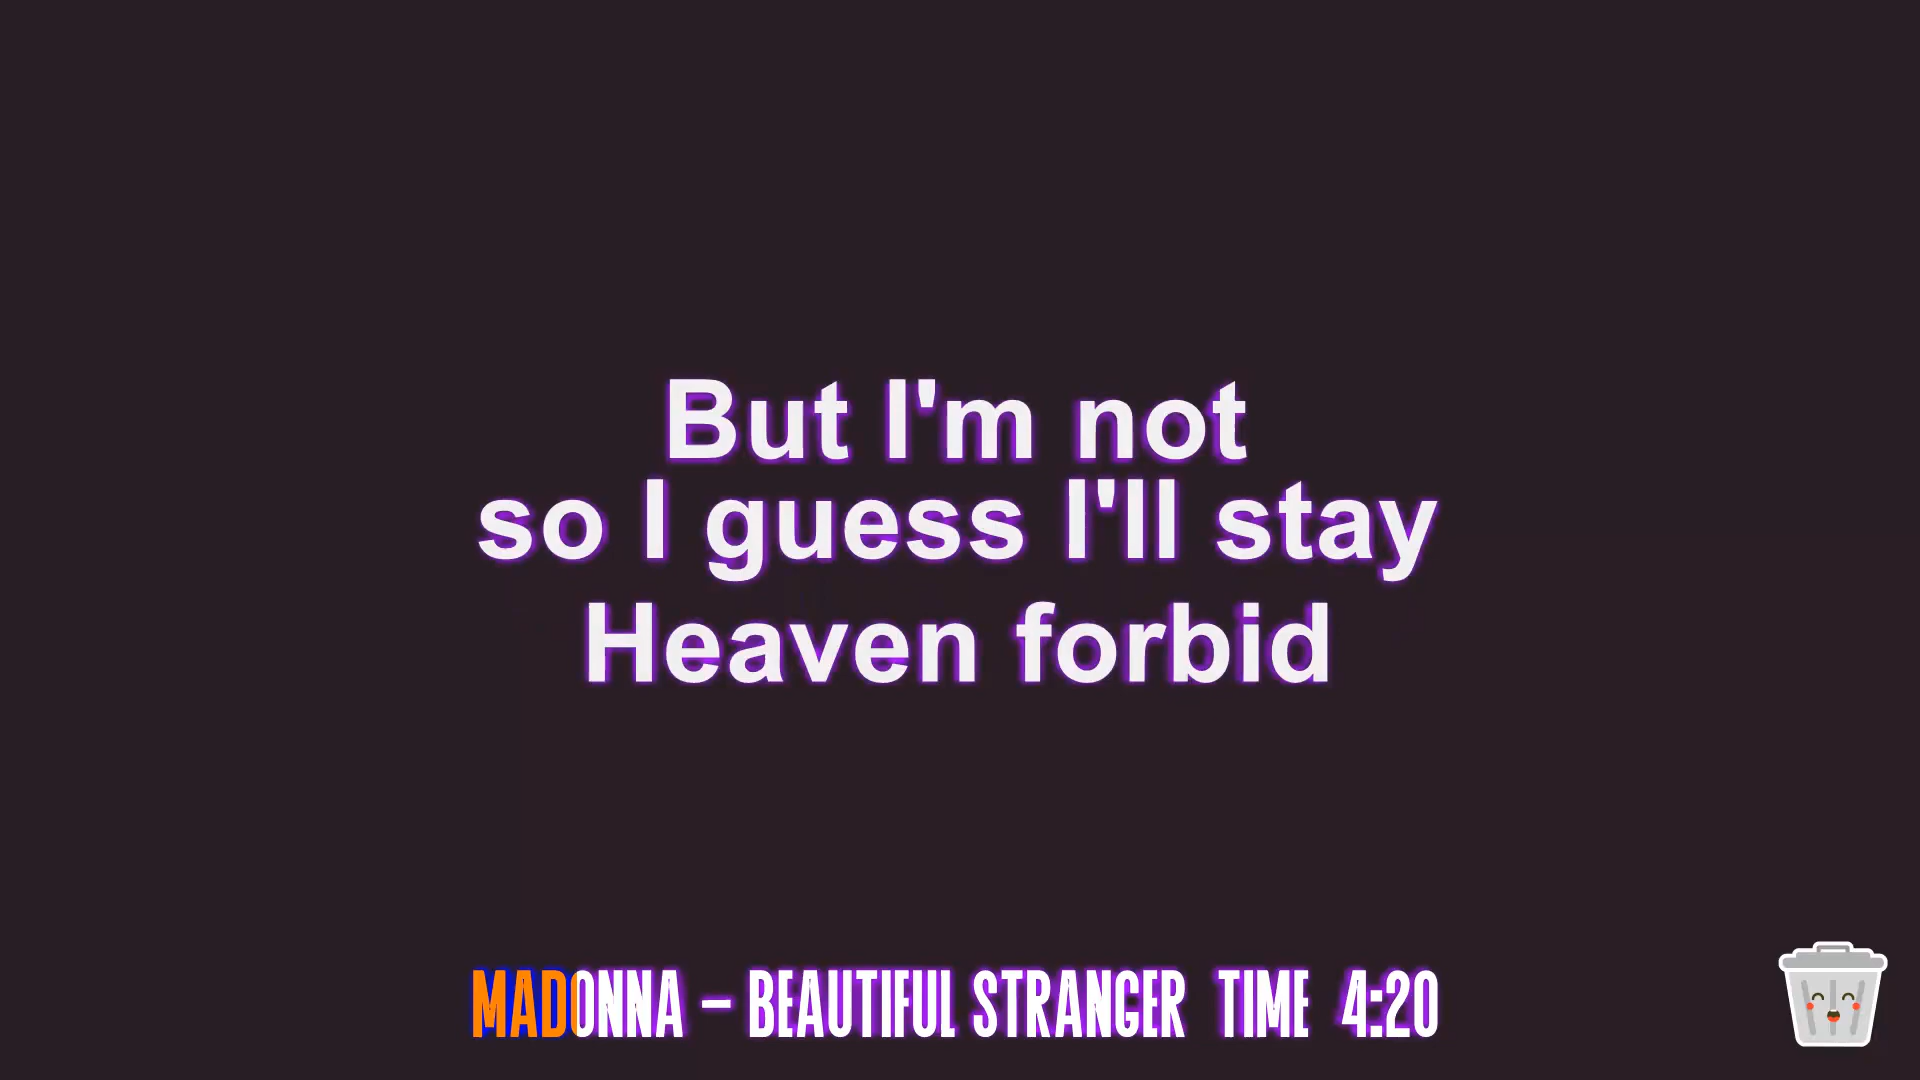 But I'm not
so I guess I'll stay
Heaven forbid
MADONNA – BEAUTIFUL STRANGER TIME 4:20